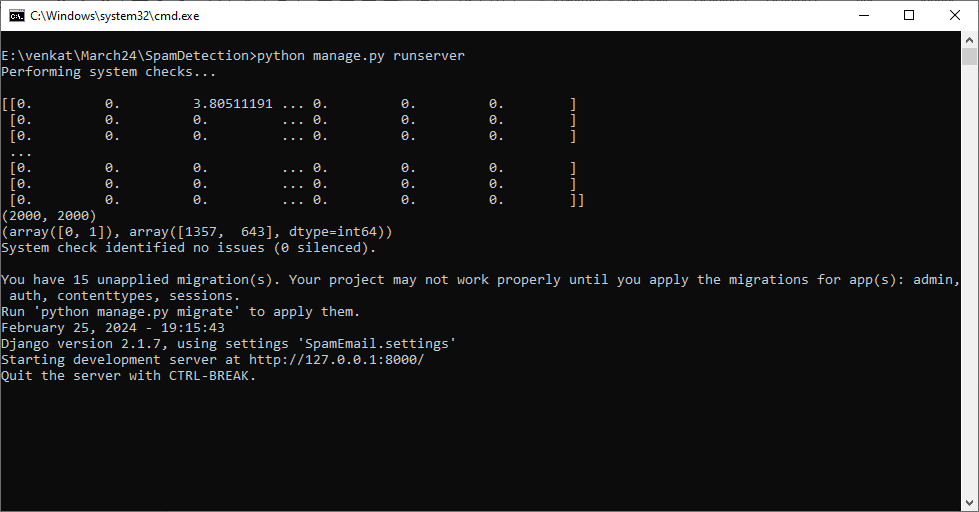 C:\Windows\system32\cmd.exe
E:\venkat\March24\SpamDetection>python manage.py runserver
Performing system checks...
[[0.         0.         3.80511191 ... 0.         0.         0.        ]
 [0.         0.         0.         ... 0.         0.         0.        ]
 [0.         0.         0.         ... 0.         0.         0.        ]
 ...
 [0.         0.         0.         ... 0.         0.         0.        ]
 [0.         0.         0.         ... 0.         0.         0.        ]
 [0.         0.         0.         ... 0.         0.         0.        ]]
(2000, 2000)
(array([0, 1]), array([1357,  643], dtype=int64))
System check identified no issues (0 silenced).
You have 15 unapplied migration(s). Your project may not work properly until you apply the migrations for app(s): admin,
 auth, contenttypes, sessions.
Run 'python manage.py migrate' to apply them.
February 25, 2024 - 19:15:43
Django version 2.1.7, using settings 'SpamEmail.settings'
Starting development server at http://127.0.0.1:8000/
Quit the server with CTRL-BREAK.